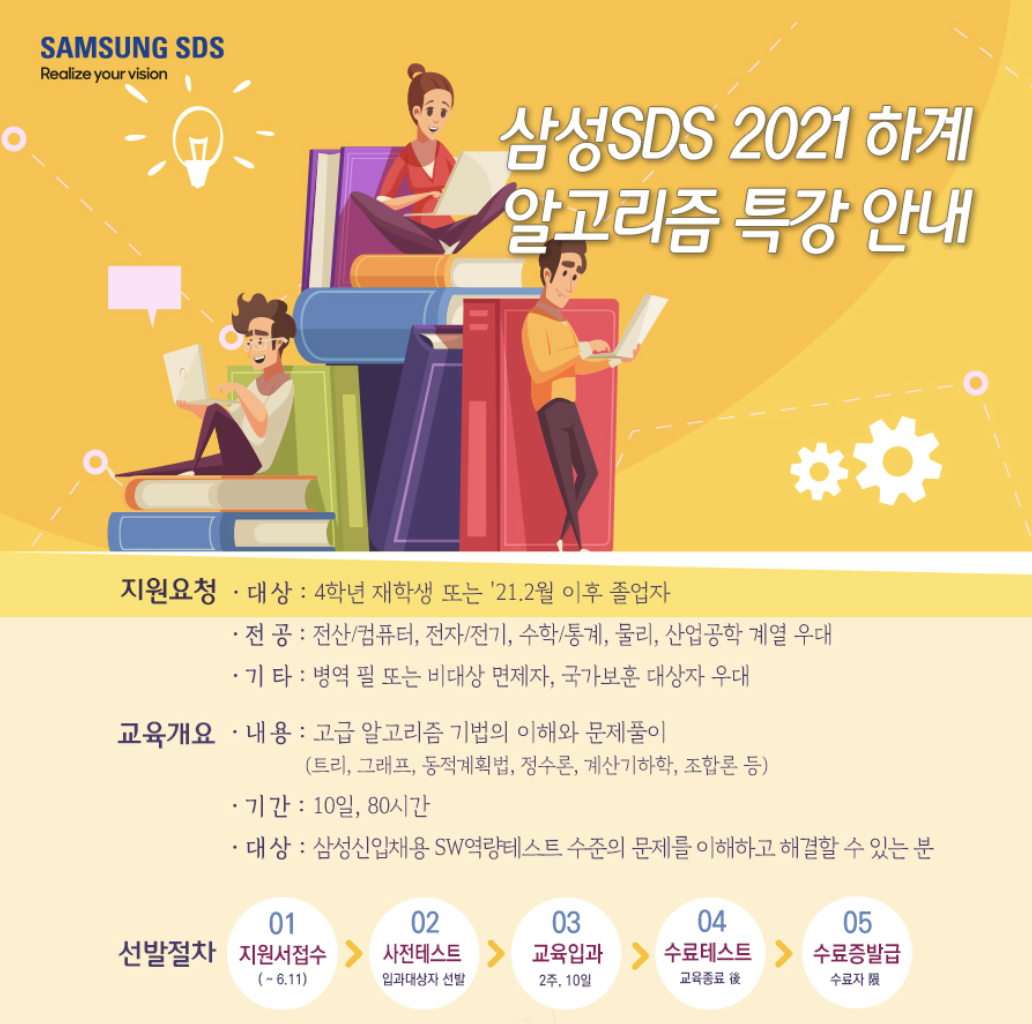 SAMSUNG SDS
Realize your vision
삼성SDS 2021 하계
알고리즘 특강 안내
지원요청 · 대상 : 4학년 재학생 또는 '21.2월 이후 졸업자
· 전공 : 전산/컴퓨터, 전자/전기, 수학/통계, 물리, 산업공학 계열 우대
· 기타 : 병역 필 또는 비대상 면제자, 국가보훈 대상자 우대
교육개요 · 내용 : 고급 알고리즘 기법의 이해와 문제풀이
(트리, 그래프, 동적계획법, 정수론, 계산기하학, 조합론 등)
· 기간 : 10일, 80시간
· 대상 : 삼성신입채용 SW역량테스트 수준의 문제를 이해하고 해결할 수 있는 분
선발절차
01
지원서접수
( ~ 6.11)
02
사전테스트
입과대상자 선발
03
교육입과
2주, 10일
04
수료테스트
교육종료 後
05
수료증발급
수료자 限